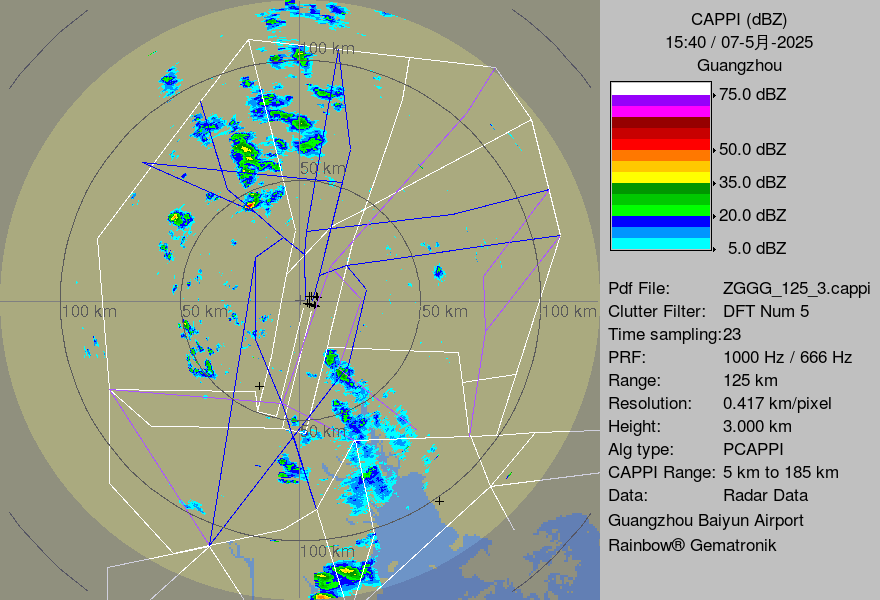 CAPPI (dBZ)
15:40 / 07-5月-2025
Guangzhou
75.0 dBZ
50.0 dBZ
35.0 dBZ
20.0 dBZ
5.0 dBZ
100 km
50 km
100 km
50 km
50 km
100 km
50 km
100 km
Pdf File: ZGGG_125_3.cappi
Clutter Filter: DFT Num 5
Time sampling:23
PRF: 1000 Hz / 666 Hz
Range: 125 km
Resolution: 0.417 km/pixel
Height: 3.000 km
Alg type: PCAPPI
CAPPI Range: 5 km to 185 km
Data: Radar Data
Guangzhou Baiyun Airport
Rainbow® Gematronik